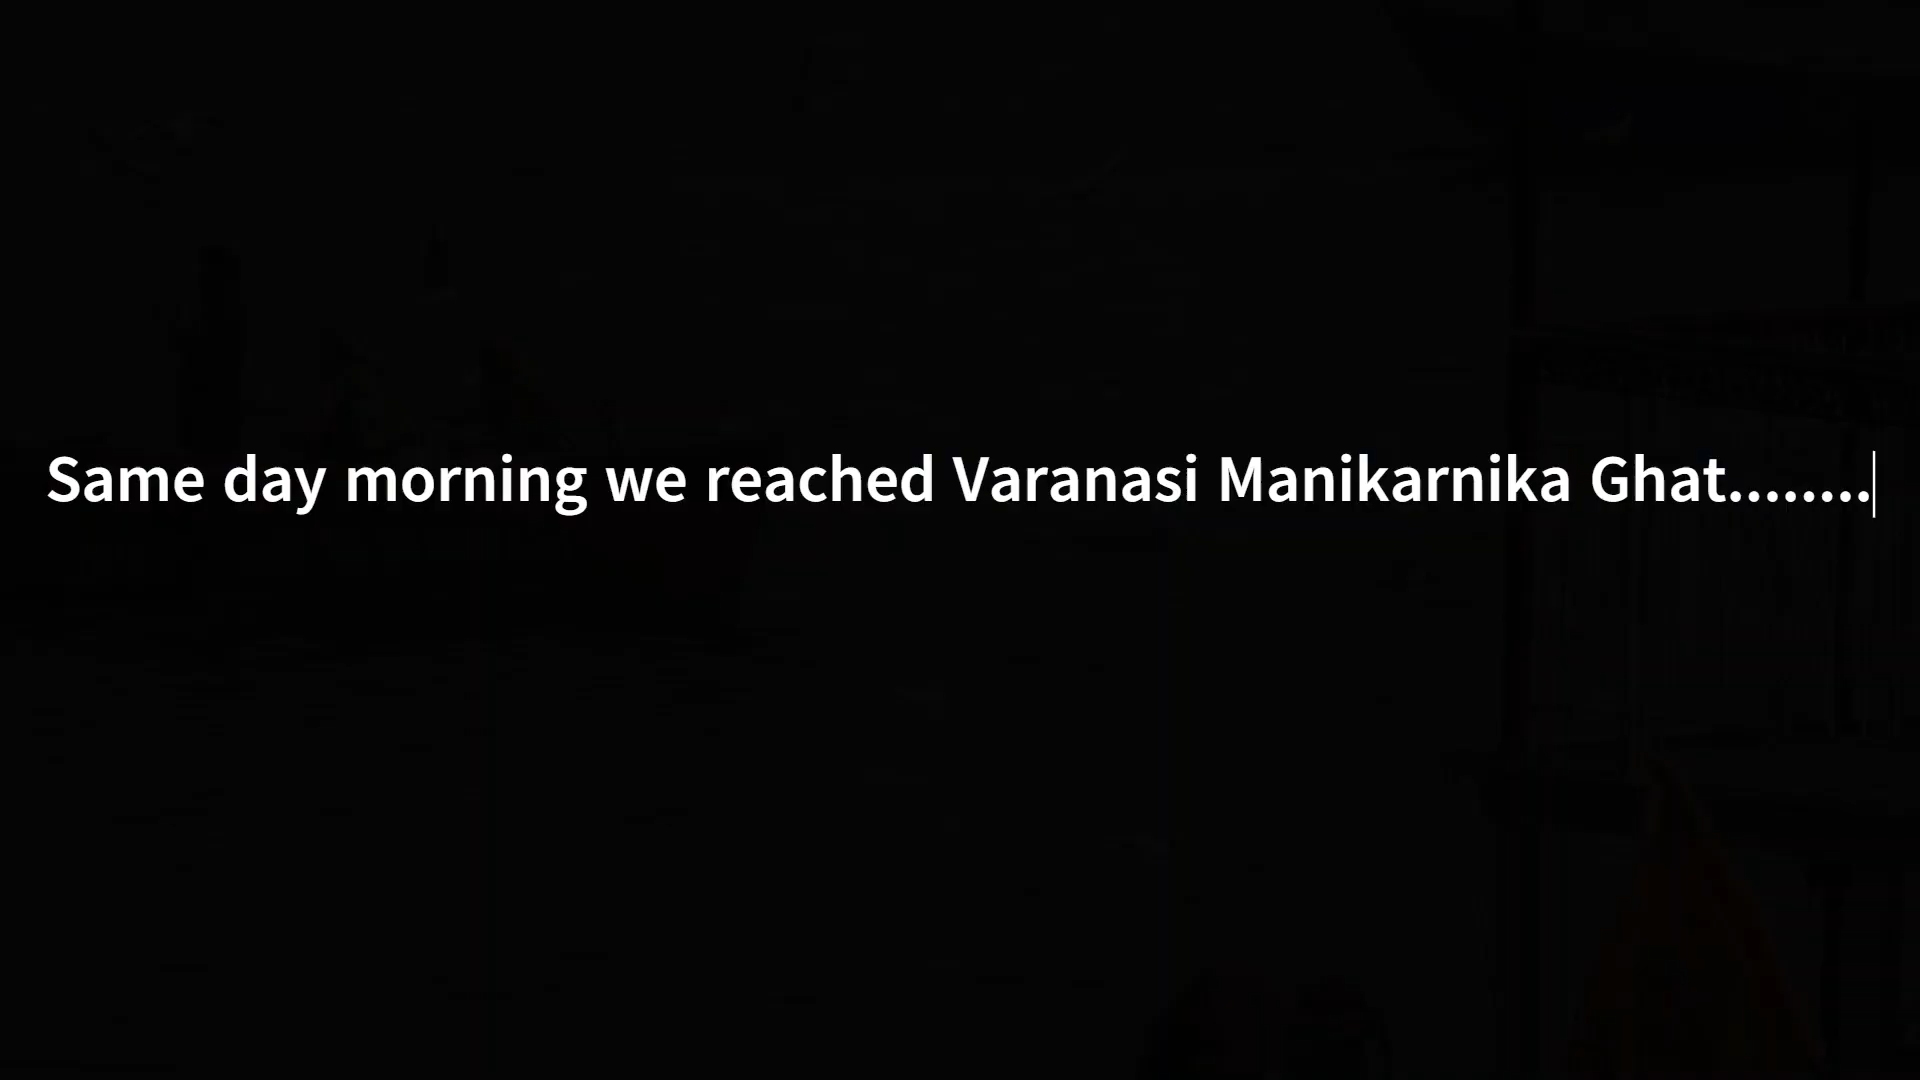 Same day morning we reached Varanasi Manikarnika Ghat........